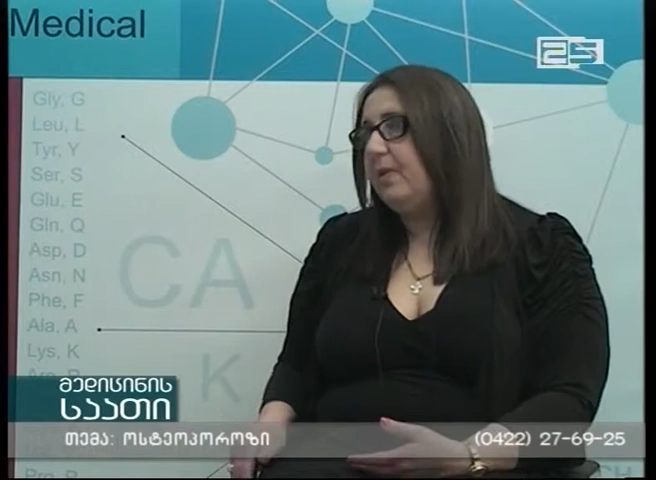 Medical
25
Gly, G
Leu, L
Tyr, Y
Ser, S
Glu, E
Gln, Q
Asp, D
Asn, N
Phe, F
Ala. A
Lys, K
CA
K
მედიცინის
საათი
თემა: ოსტეოპოროზი
(0422) 27-69-25